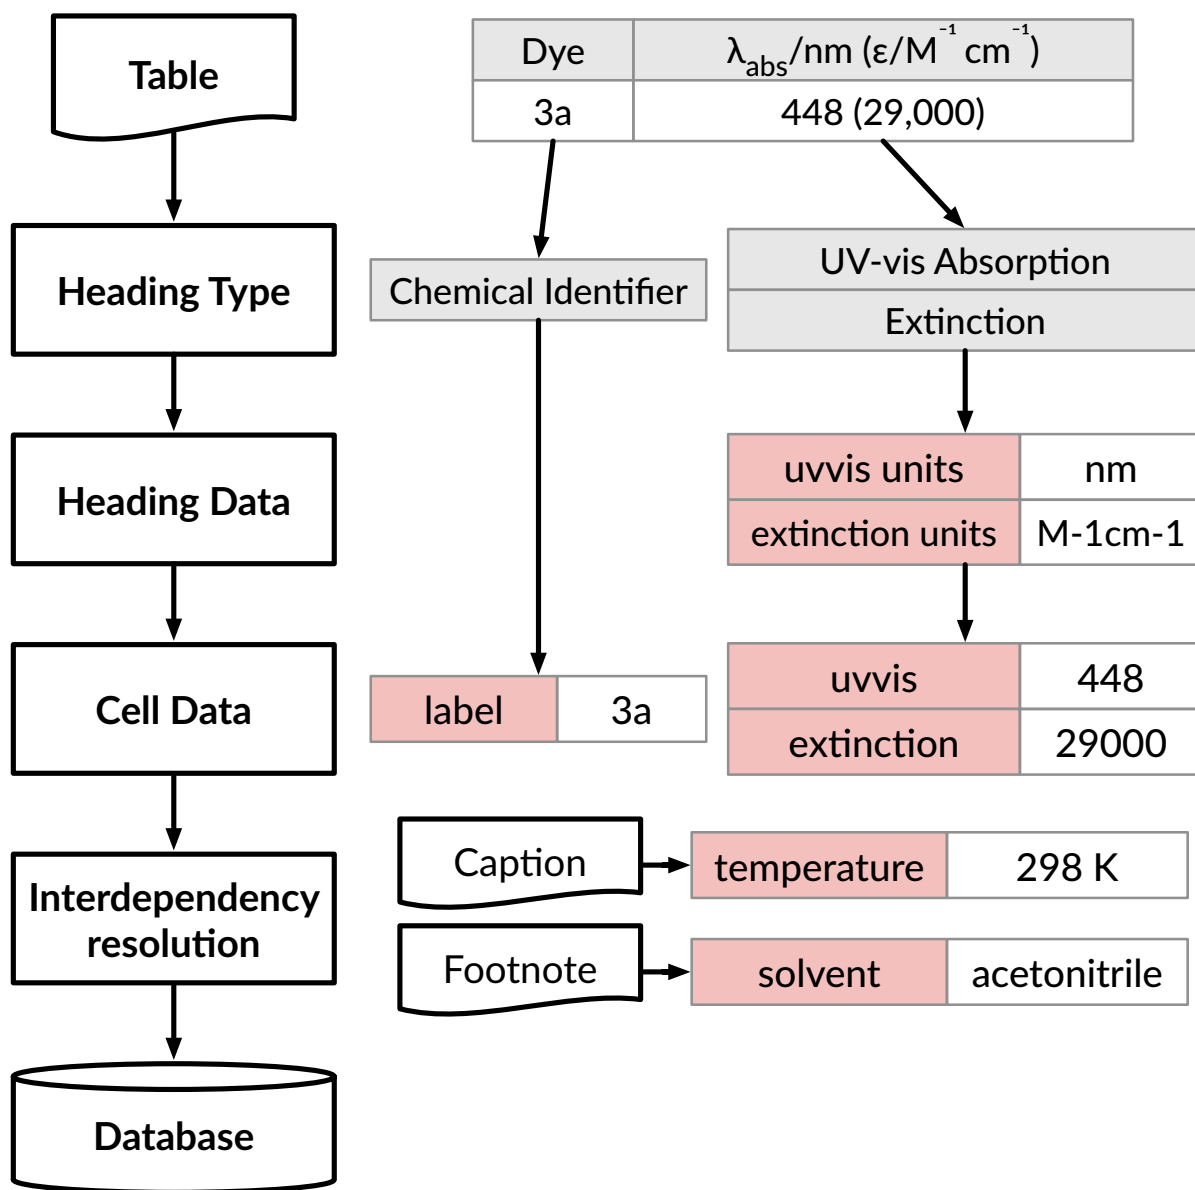 Table
Dye
λabs/nm (ε/M⁻¹ cm⁻¹)
3a
448 (29,000)
Heading Type
Chemical Identifier
UV-vis Absorption
Extinction
Heading Data
uvvis units
nm
extinction units
M-1cm-1
Cell Data
label
3a
uvvis
448
extinction
29000
Interdependency
resolution
Caption
temperature
298 K
Footnote
solvent
acetonitrile
Database